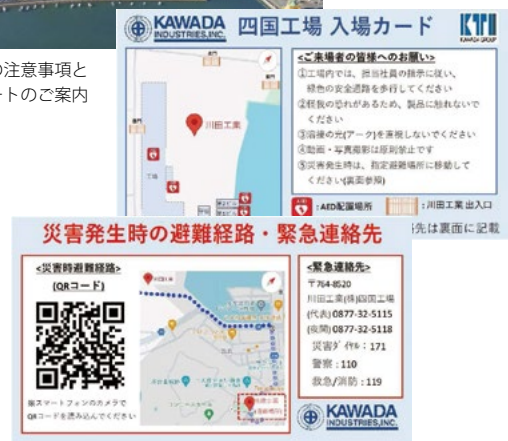 の注意事項と
ートのご案内
KAWADA
INDUSTRIES,INC.
四国工場 入場カード
KTI
KAWADA GROUP
<ご来場者の皆様へのお願い>
①工場内では、担当社員の指示に従い、
緑色の安全通路を歩行してください
②怪我の恐れがあるため、製品に触れないで
ください
③溶接の光(アーク)を直視しないでください
④動画・写真撮影は原則禁止です
⑤災害発生時は、指定避難場所に移動して
ください(裏面参照)
川田工業
工場
:AED配置場所
:川田工業出入口
先は裏面に記載
災害発生時の避難経路・緊急連絡先
<災害時避難経路>
(QRコード)
スマートフォンのカメラで
QRコードを読み込んでください
<緊急連絡先>
〒764-8520
川田工業(株)四国工場
(代表)0877-32-5115
(夜間)0877-32-5118
災害ダイヤル:171
警察:110
救急/消防:119
KAWADA
INDUSTRIES,INC.